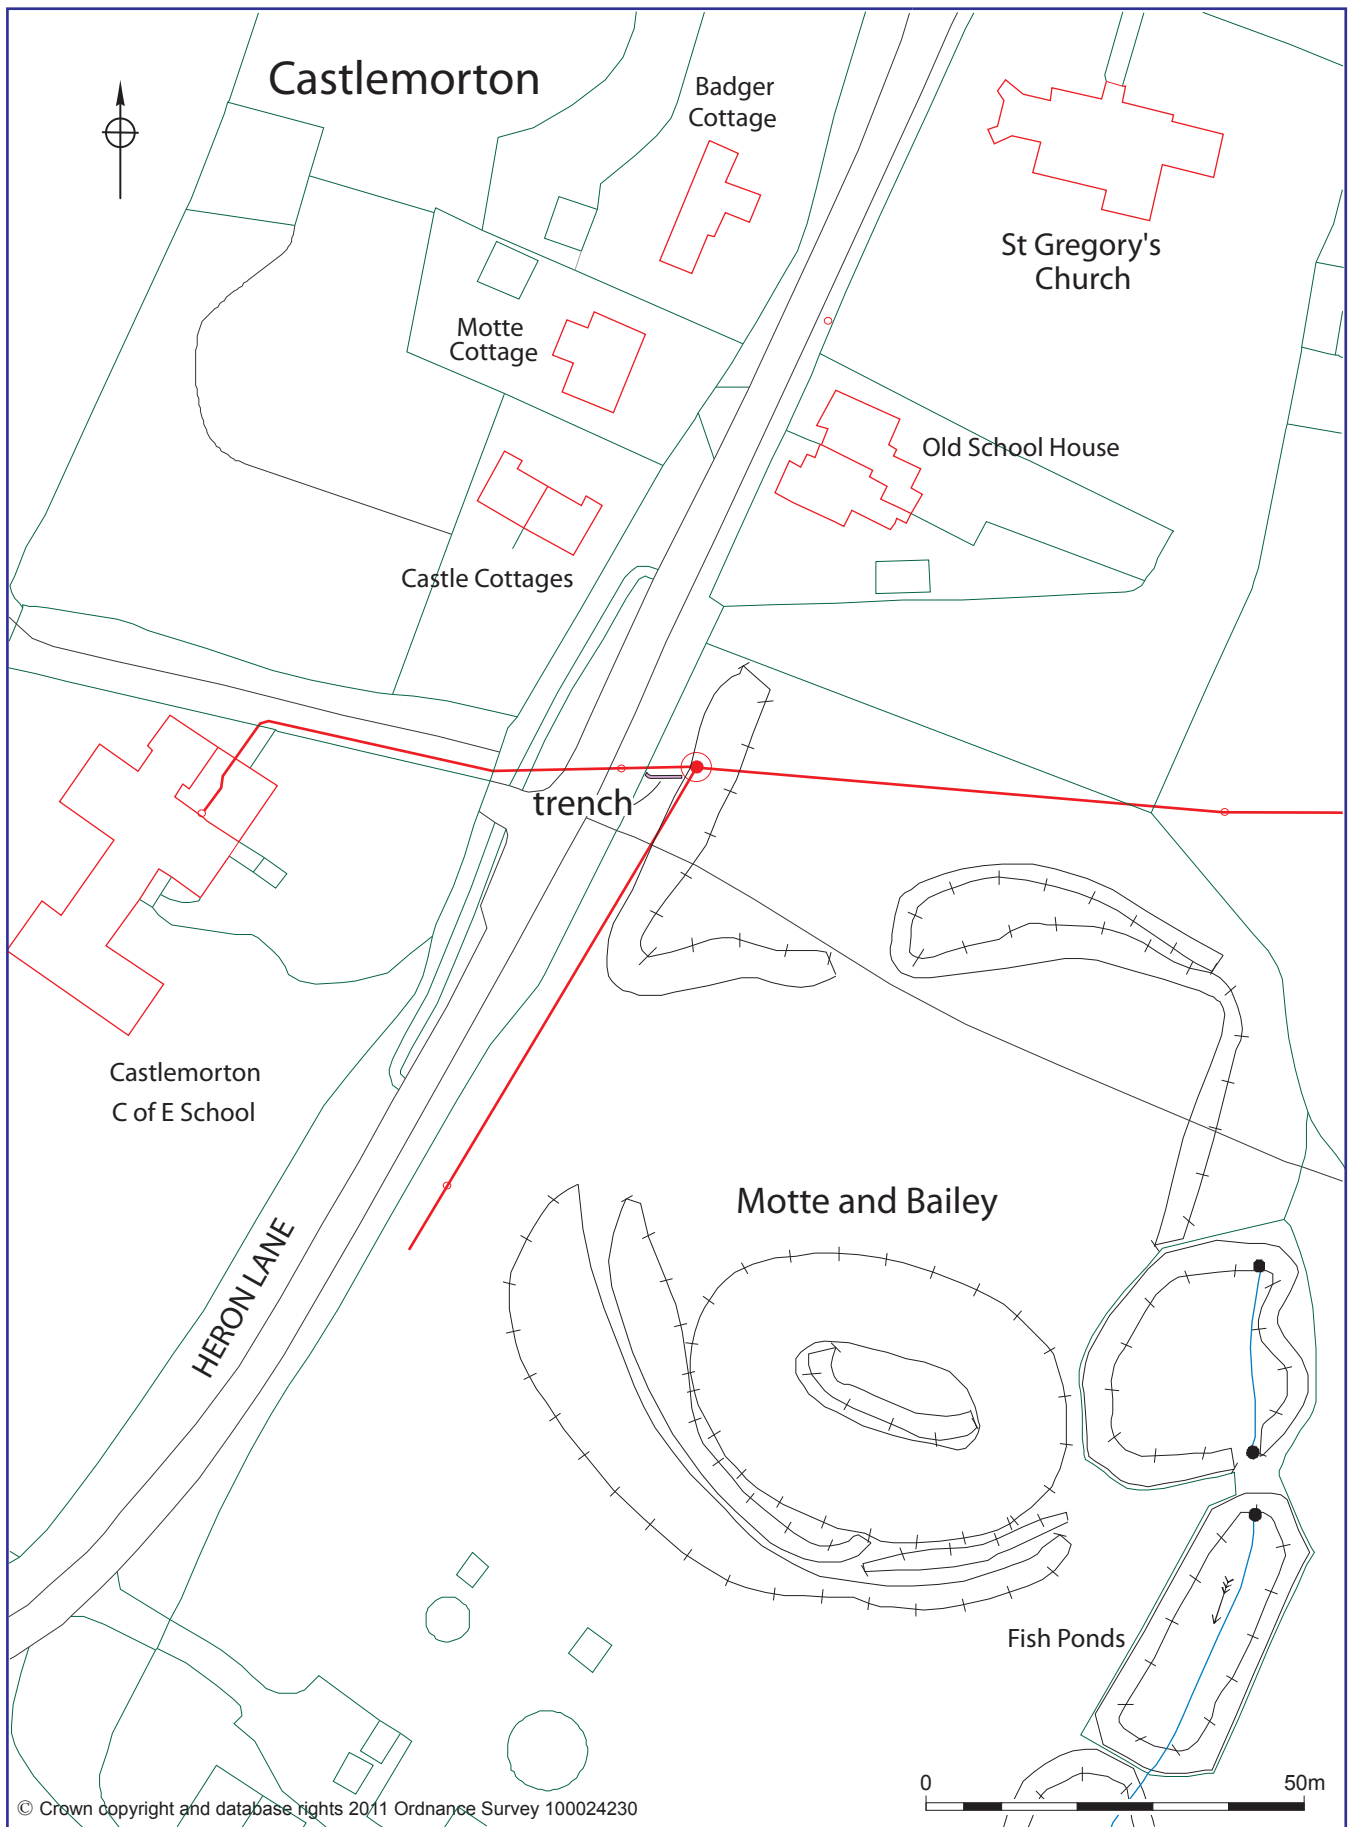 Castlemorton
Badger
Cottage
St Gregory's
Church
Motte
Cottage
Old School House
Castle Cottages
trench
Castlemorton
C of E School
Motte and Bailey
HERON LANE
Fish Ponds
0 50m
© Crown copyright and database rights 2011 Ordnance Survey 100024230